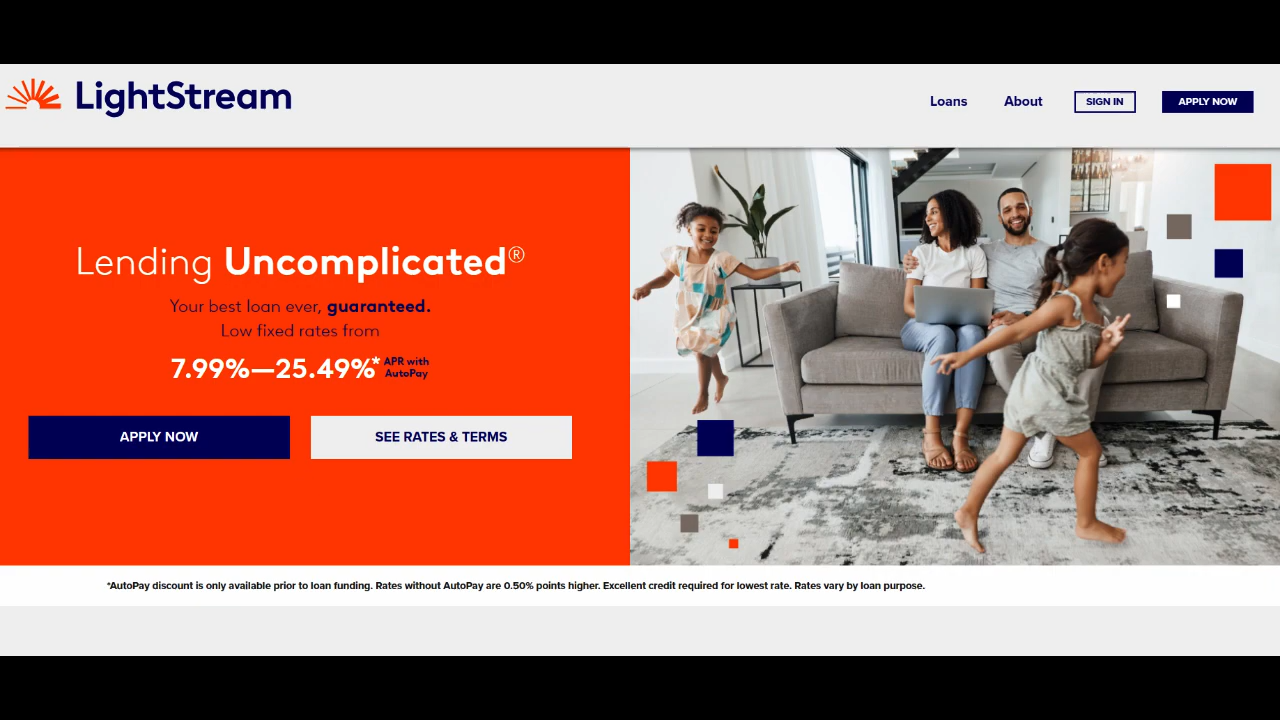 LightStream
Loans
About
SIGN IN
APPLY NOW
Lending Uncomplicated®
Your best loan ever, guaranteed.
Low fixed rates from
7.99%—25.49%* APR with AutoPay
APPLY NOW
SEE RATES & TERMS
*AutoPay discount is only available prior to loan funding. Rates without AutoPay are 0.50% points higher. Excellent credit required for lowest rate. Rates vary by loan purpose.